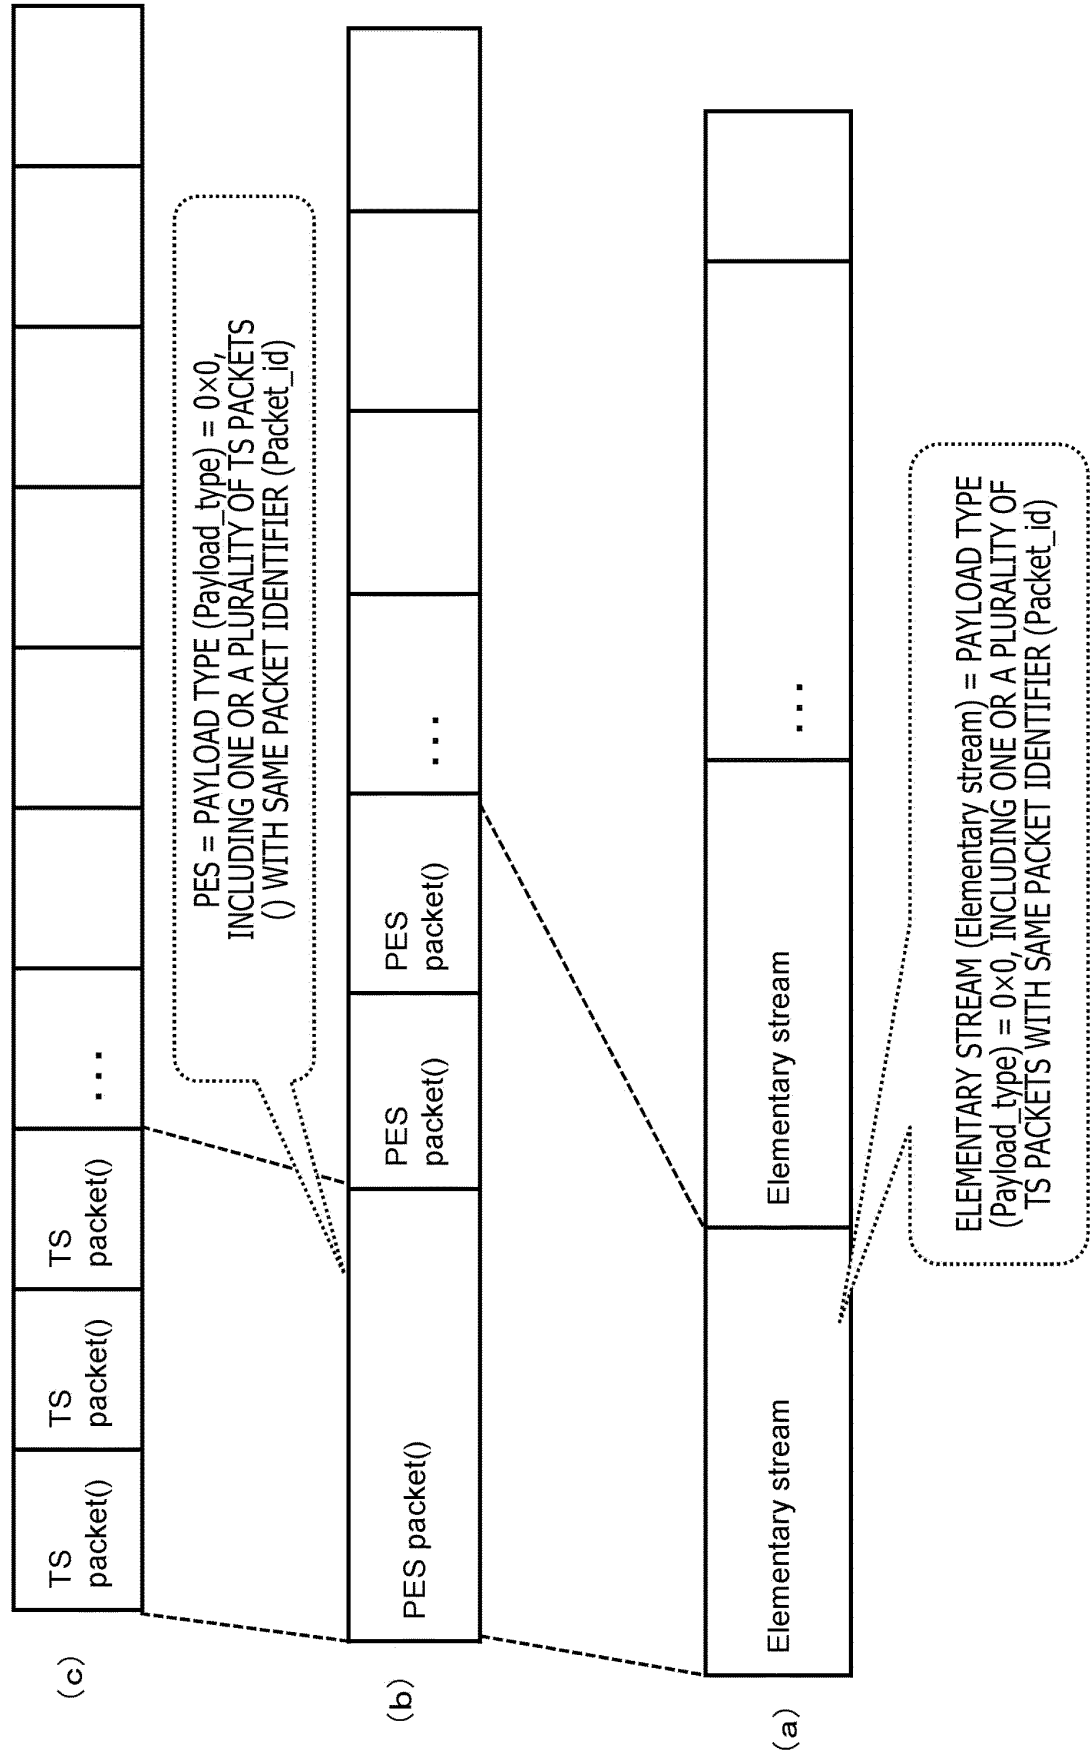 (c)
TS
packet()
TS
packet()
TS
packet()
...
PES = PAYLOAD TYPE (Payload_type) = 0×0,
INCLUDING ONE OR A PLURALITY OF TS PACKETS
() WITH SAME PACKET IDENTIFIER (Packet_id)
(b)
PES packet()
PES
packet()
PES
packet()
...
(a)
Elementary stream
Elementary stream
...
ELEMENTARY STREAM (Elementary stream) = PAYLOAD TYPE
(Payload_type) = 0×0, INCLUDING ONE OR A PLURALITY OF
TS PACKETS WITH SAME PACKET IDENTIFIER (Packet_id)